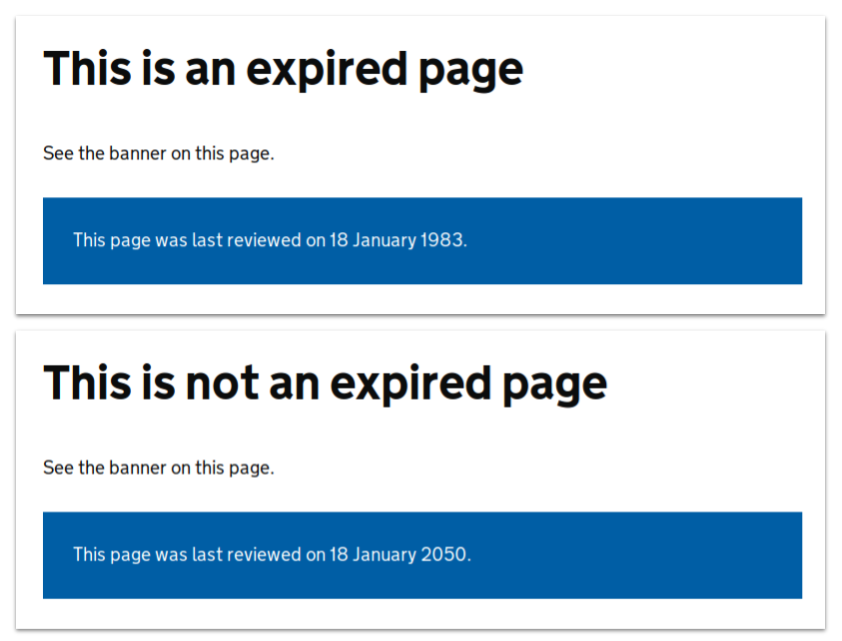 This is an expired page
See the banner on this page.
This page was last reviewed on 18 January 1983.
This is not an expired page
See the banner on this page.
This page was last reviewed on 18 January 2050.